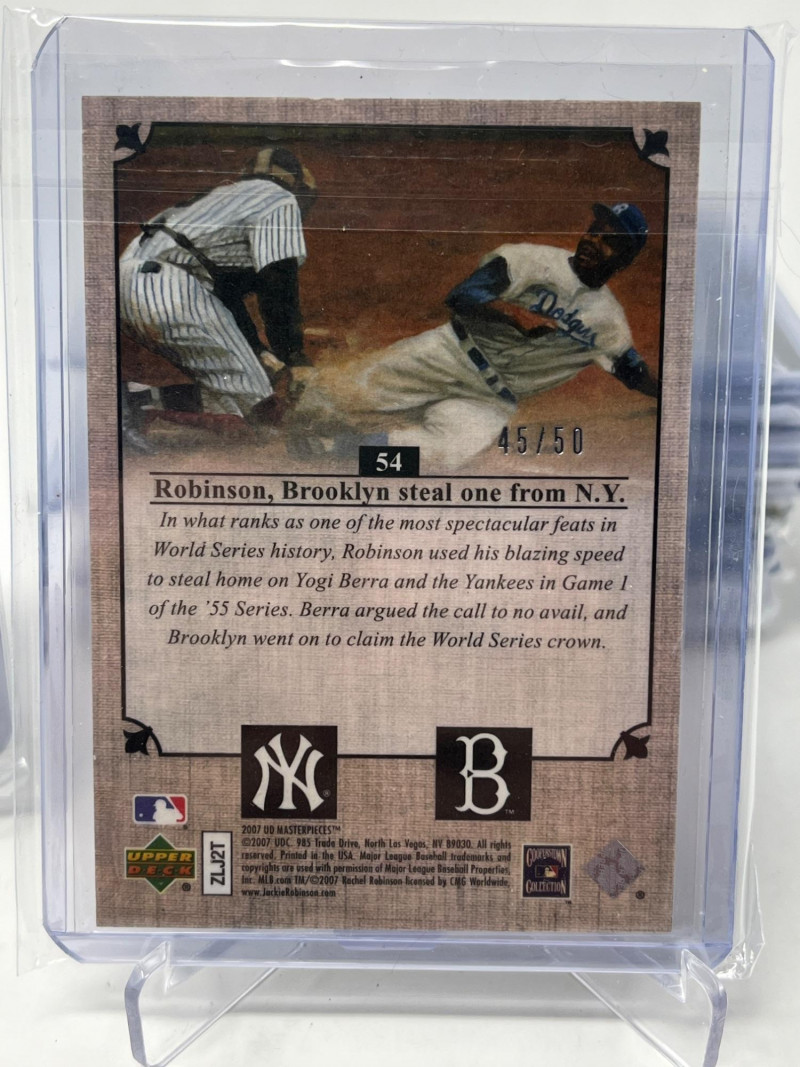 B
Dodgers
45/50
54
Robinson, Brooklyn steal one from N.Y.
In what ranks as one of the most spectacular feats in
World Series history, Robinson used his blazing speed
to steal home on Yogi Berra and the Yankees in Game 1
of the '55 Series. Berra argued the call to no avail, and
Brooklyn went on to claim the World Series crown.
NY ®
B ™
2007 UD MASTERPIECES™
©2007 UDC. 985 Trade Drive, North Las Vegas, NV 89030. All rights
reserved. Printed in the USA. Major League Baseball trademarks and
copyrights are used with permission of Major League Baseball Properties,
Inc. MLB.com TM/©2007 Rachel Robinson licensed by CMG Worldwide,
www.JackieRobinson.com
UPPER
DECK ®
ZLJ2T
COOPERSTOWN
COLLECTION